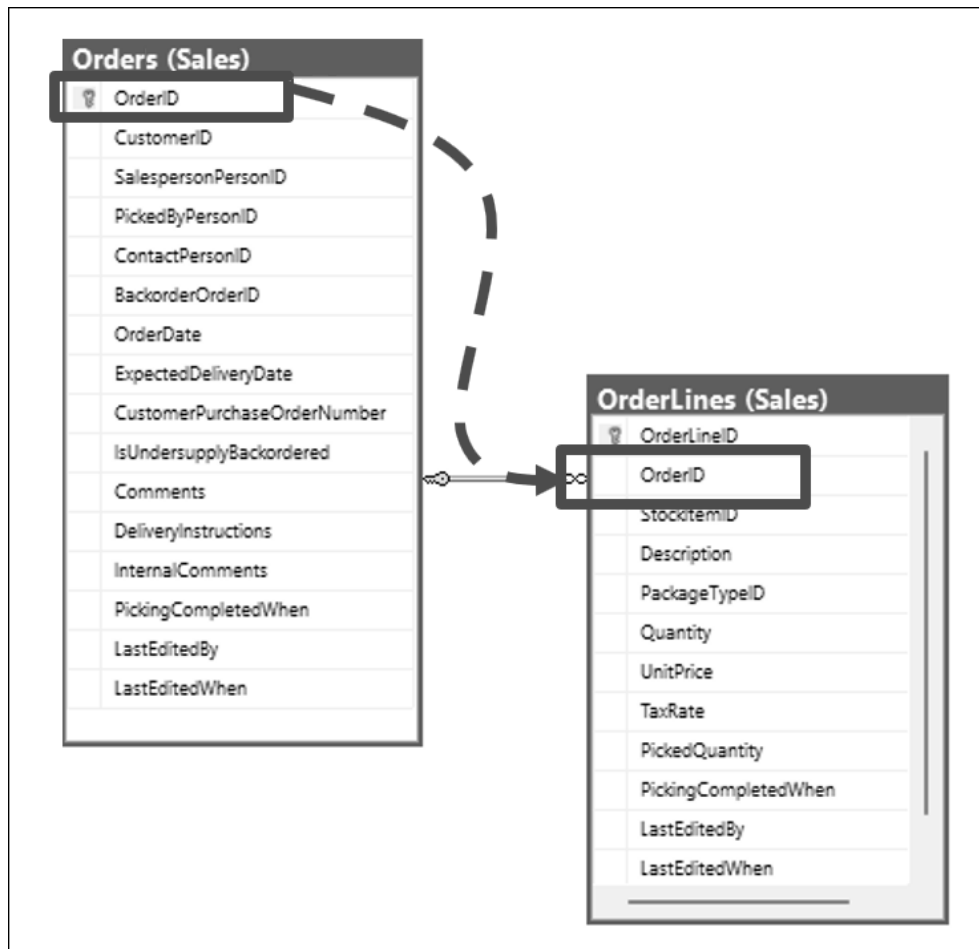 Orders (Sales)
OrderID
CustomerID
SalespersonPersonID
PickedByPersonID
ContactPersonID
BackorderOrderID
OrderDate
ExpectedDeliveryDate
CustomerPurchaseOrderNumber
IsUndersupplyBackordered
Comments
DeliveryInstructions
InternalComments
PickingCompletedWhen
LastEditedBy
LastEditedWhen
OrderLines (Sales)
OrderLineID
OrderID
StockItemID
Description
PackageTypeID
Quantity
UnitPrice
TaxRate
PickedQuantity
PickingCompletedWhen
LastEditedBy
LastEditedWhen